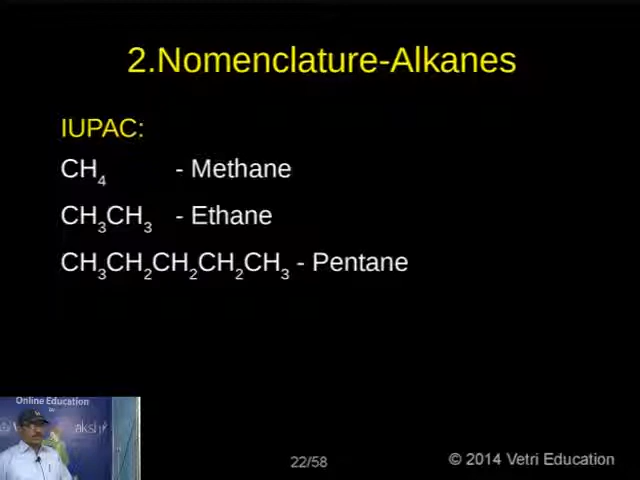 2.Nomenclature-Alkanes
IUPAC:
CH₄ - Methane
CH₃CH₃ - Ethane
CH₃CH₂CH₂CH₂CH₃ - Pentane
Online Education
22/58
© 2014 Vetri Education